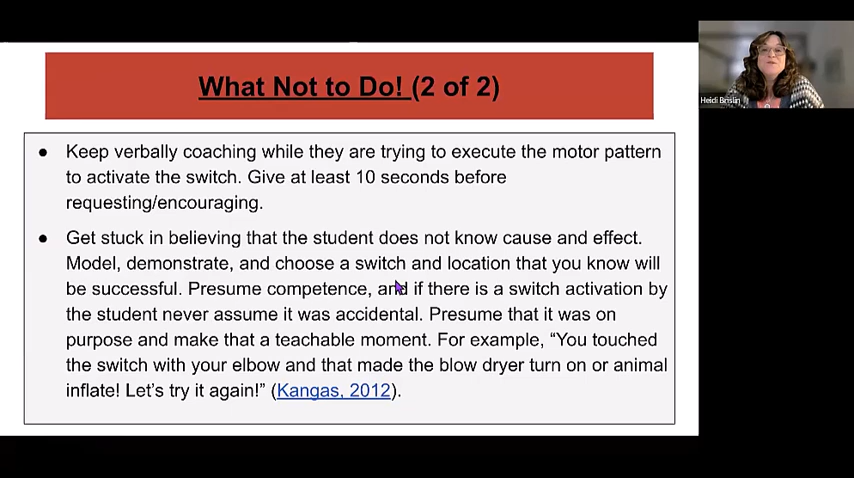 What Not to Do! (2 of 2)
Heidi Brislin
● Keep verbally coaching while they are trying to execute the motor pattern
to activate the switch. Give at least 10 seconds before
requesting/encouraging.
● Get stuck in believing that the student does not know cause and effect.
Model, demonstrate, and choose a switch and location that you know will
be successful. Presume competence, and if there is a switch activation by
the student never assume it was accidental. Presume that it was on
purpose and make that a teachable moment. For example, “You touched
the switch with your elbow and that made the blow dryer turn on or animal
inflate! Let’s try it again!” (Kangas, 2012).